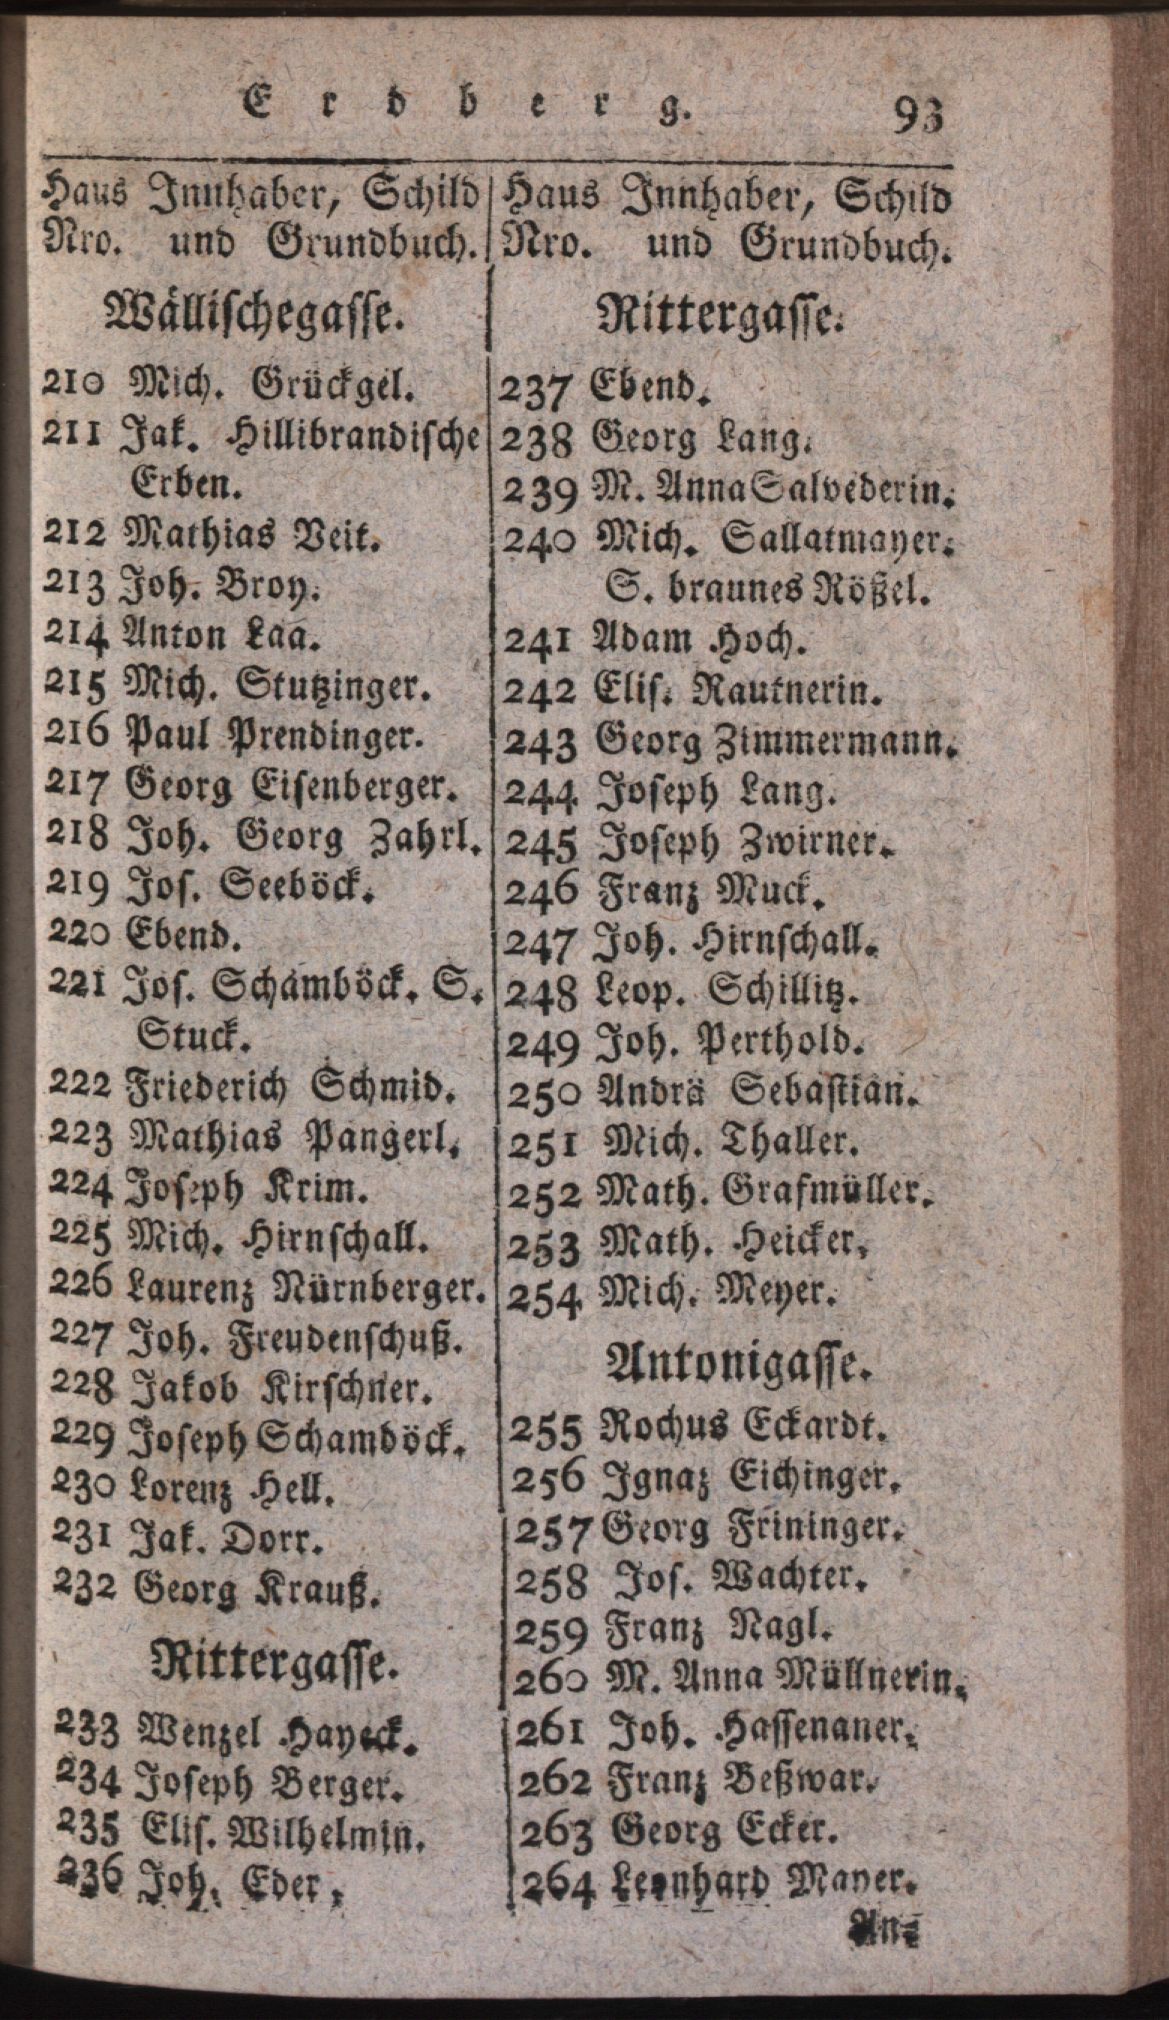 Erdberg. 93
Haus Innhaber, Schild
Nro. und Grundbuch.
Wällischegasse.
210 Mich. Grückgel.
211 Jak. Hillibrandische
Erben.
212 Mathias Veit.
213 Joh. Broy.
214 Anton Laa.
215 Mich. Stutzinger.
216 Paul Prendinger.
217 Georg Eisenberger.
218 Joh. Georg Zahrl.
219 Jos. Seeböck.
220 Ebend.
221 Jos. Schamböck. S.
Stuck.
222 Friederich Schmid.
223 Mathias Pangerl.
224 Joseph Krim.
225 Mich. Hirnschall.
226 Laurenz Nürnberger.
227 Joh. Freudenschuß.
228 Jakob Kirschner.
229 Joseph Schamdöck.
230 Lorenz Hell.
231 Jak. Dorr.
232 Georg Krauß.
Rittergasse.
233 Wenzel Hayeck.
234 Joseph Berger.
235 Elis. Wilhelmin.
236 Joh. Eder.
Haus Innhaber, Schild
Nro. und Grundbuch.
Rittergasse.
237 Ebend.
238 Georg Lang.
239 M. Anna Salvederin.
240 Mich. Sallatmayer.
S. braunes Rößel.
241 Adam Hoch.
242 Elis. Rautnerin.
243 Georg Zimmermann.
244 Joseph Lang.
245 Joseph Zwirner.
246 Franz Muck.
247 Joh. Hirnschall.
248 Leop. Schillitz.
249 Joh. Perthold.
250 Andrä Sebastian.
251 Mich. Thaller.
252 Math. Grafmüller.
253 Math. Heicker.
254 Mich. Meyer.
Antonigasse.
255 Rochus Eckardt.
256 Ignaz Eichinger.
257 Georg Frininger.
258 Jos. Wachter.
259 Franz Nagl.
260 M. Anna Müllnerin.
261 Joh. Hassenaner.
262 Franz Beßwar.
263 Georg Ecker.
264 Leonhard Mayer.
An-